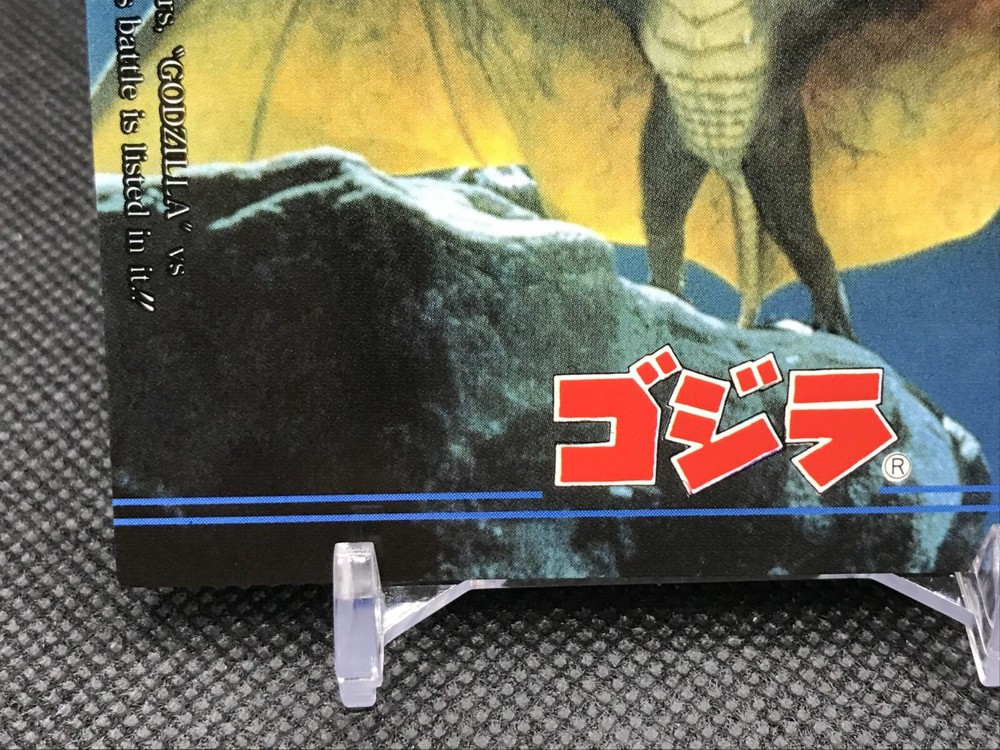 rs, "GODZILLA" vs
s battle is listed in it!!
ゴジラ®